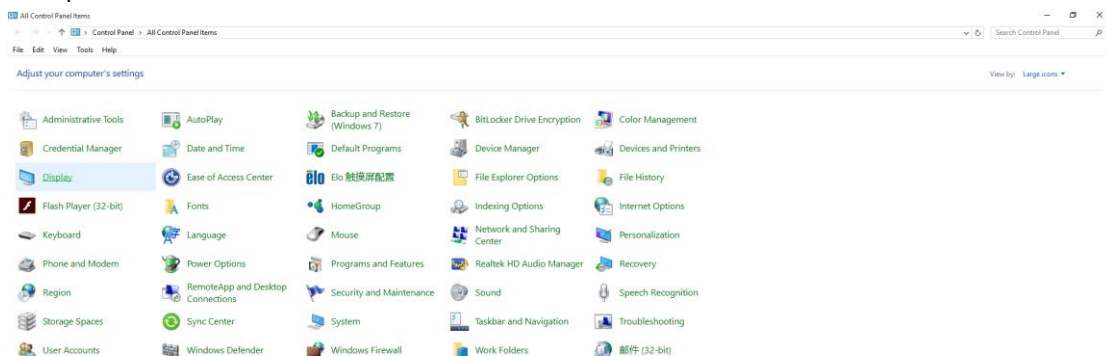 All Control Panel Items
Control Panel > All Control Panel Items
Search Control Panel
File Edit View Tools Help
Adjust your computer's settings
View by: Large icons
Administrative Tools
AutoPlay
Backup and Restore
(Windows 7)
BitLocker Drive Encryption
Color Management
Credential Manager
Date and Time
Default Programs
Device Manager
Devices and Printers
Display
Ease of Access Center
elo Elo 触摸屏配置
File Explorer Options
File History
Flash Player (32-bit)
Fonts
HomeGroup
Indexing Options
Internet Options
Keyboard
Language
Mouse
Network and Sharing
Center
Personalization
Phone and Modem
Power Options
Programs and Features
Realtek HD Audio Manager
Recovery
Region
RemoteApp and Desktop
Connections
Security and Maintenance
Sound
Speech Recognition
Storage Spaces
Sync Center
System
Taskbar and Navigation
Troubleshooting
User Accounts
Windows Defender
Windows Firewall
Work Folders
邮件 (32-bit)